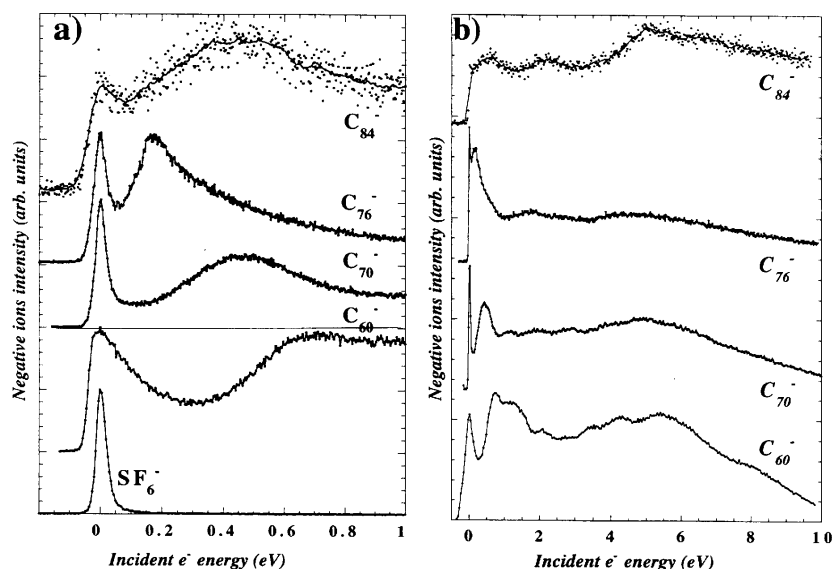 a)
Negative ions intensity (arb. units)
C84-
C76-
C70-
C60-
SF6-
0 0.2 0.4 0.6 0.8 1
Incident e- energy (eV)
b)
Negative ions intensity (arb. units)
C84-
C76-
C70-
C60-
0 2 4 6 8 10
Incident e- energy (eV)